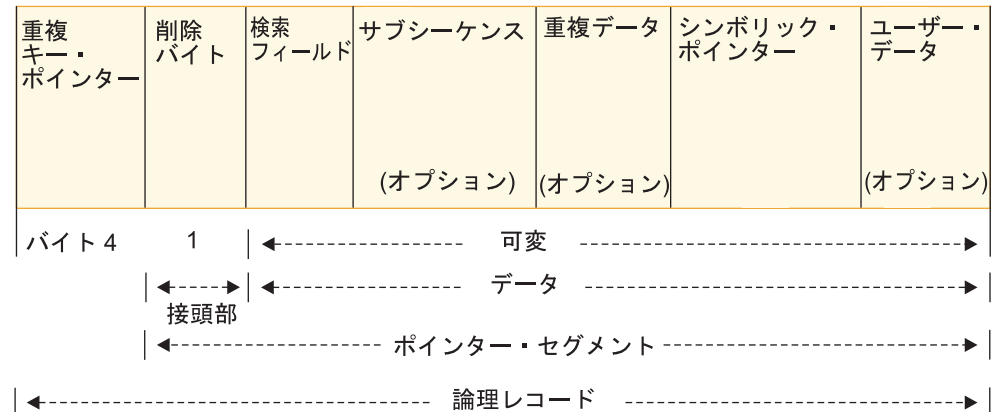 重複
キー・
ポインター
削除
バイト
検索
フィールド
サブシーケンス
(オプション)
重複データ
(オプション)
シンボリック・
ポインター
ユーザー・
データ
(オプション)
バイト 4
1
可変
データ
接頭部
ポインター・セグメント
論理レコード